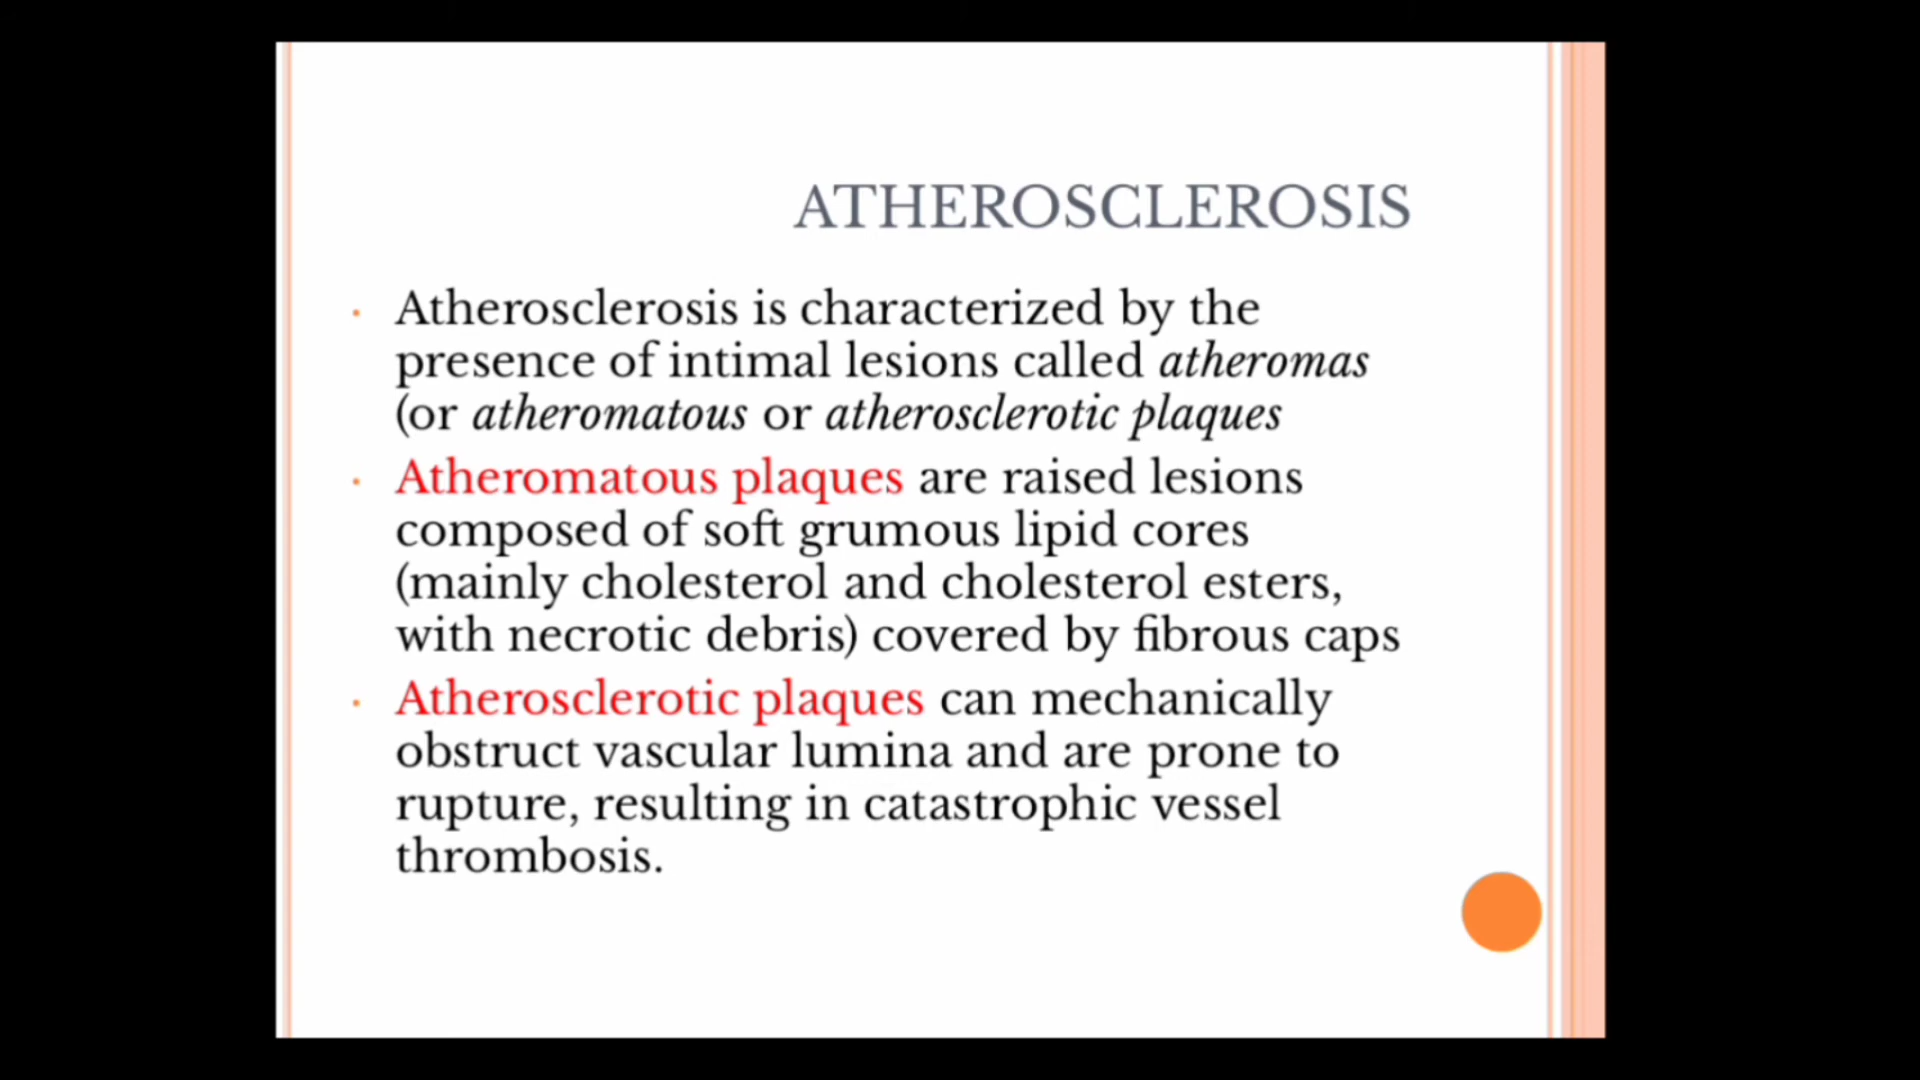 ATHEROSCLEROSIS
• Atherosclerosis is characterized by the
presence of intimal lesions called atheromas
(or atheromatous or atherosclerotic plaques
• Atheromatous plaques are raised lesions
composed of soft grumous lipid cores
(mainly cholesterol and cholesterol esters,
with necrotic debris) covered by fibrous caps
• Atherosclerotic plaques can mechanically
obstruct vascular lumina and are prone to
rupture, resulting in catastrophic vessel
thrombosis.